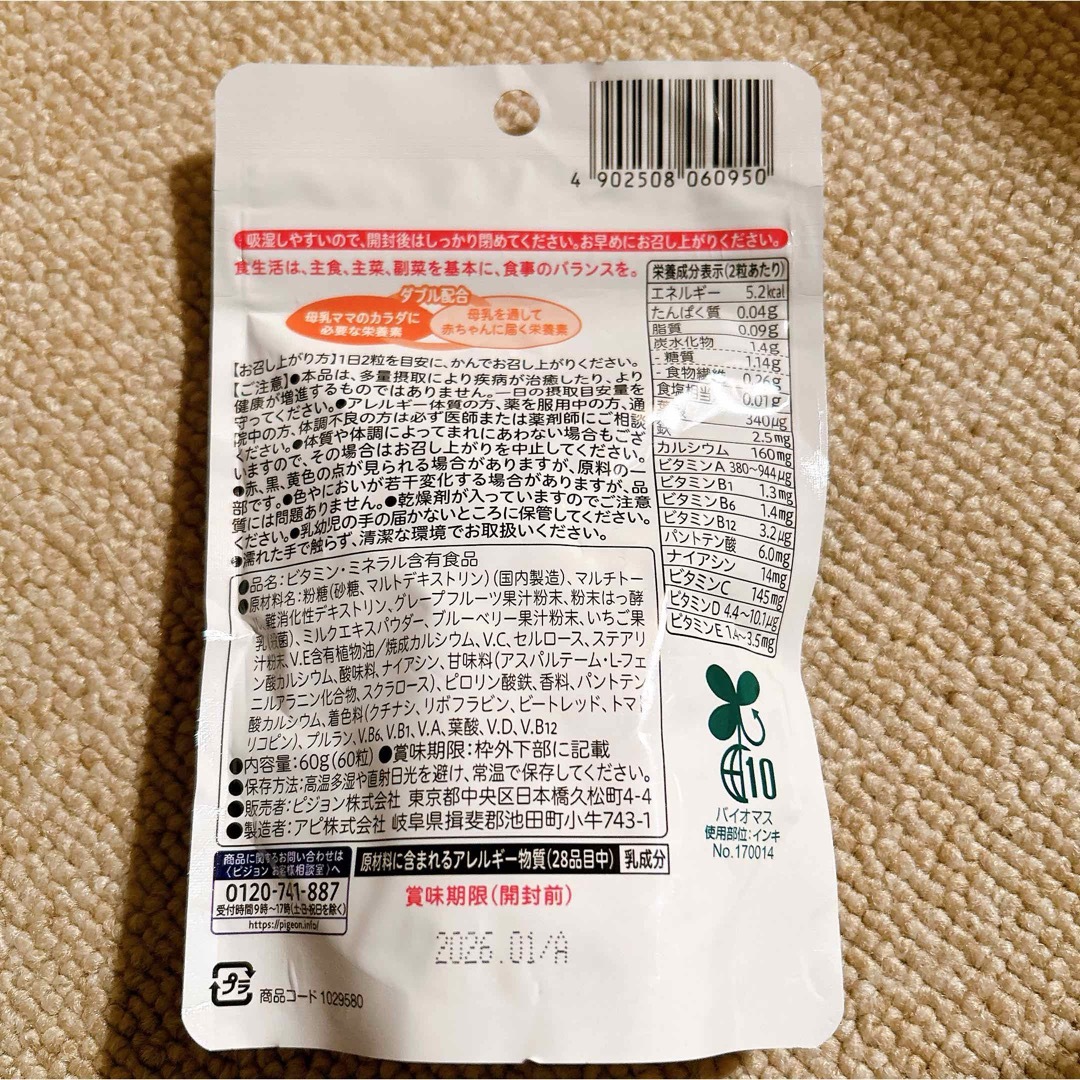 4 902508 060950
吸湿しやすいので、開封後はしっかり閉めてください。お早めにお召し上がりください。
食生活は、主食、主菜、副菜を基本に、食事のバランスを。
ダブル配合
母乳ママのカラダに
必要な栄養素
母乳を通して
赤ちゃんに届く栄養素
【お召し上がり方】1日2粒を目安に、かんでお召し上がりください。
【ご注意】●本品は、多量摂取により疾病が治癒したり、より
健康が増進するものではありません。一日の摂取目安量を
守ってください。●アレルギー体質の方、薬を服用中の方、通
院中の方、体調不良の方は必ず医師または薬剤師にご相談
ください。●体質や体調によってまれにあわない場合もござ
いますので、その場合はお召し上がりを中止してください。
●赤、黒、黄色の点が見られる場合がありますが、原料の一
部です。●色やにおいが若干変化する場合がありますが、品
質には問題ありません。●乾燥剤が入っていますのでご注意
ください。●乳幼児の手の届かないところに保管してください。
●濡れた手で触らず、清潔な環境でお取扱いください。
●品名:ビタミン・ミネラル含有食品
●原材料名:粉糖(砂糖、マルトデキストリン)(国内製造)、マルチトー
難消化性デキストリン、グレープフルーツ果汁粉末、粉末はっ酵
乳(殺菌)、ミルクエキスパウダー、ブルーベリー果汁粉末、いちご果
汁粉末、V.E含有植物油/焼成カルシウム、V.C、セルロース、ステアリ
ン酸カルシウム、酸味料、ナイアシン、甘味料(アスパルテーム・L-フェ
ニルアラニン化合物、スクラロース)、ピロリン酸鉄、香料、パントテン
酸カルシウム、着色料(クチナシ、リボフラビン、ビートレッド、トマト
リコピン)、プルラン、V.B6、V.B1、V.A、葉酸、V.D、V.B12
●内容量:60g(60粒) ●賞味期限:枠外下部に記載
●保存方法:高温多湿や直射日光を避け、常温で保存してください。
●販売者:ピジョン株式会社 東京都中央区日本橋久松町4-4
●製造者:アピ株式会社 岐阜県揖斐郡池田町小牛743-1
栄養成分表示(2粒あたり)
エネルギー 5.2kcal
たんぱく質 0.04g
脂質 0.09g
炭水化物 1.4g
- 糖質 1.14g
- 食物繊維 0.26g
食塩相当 0.01g
340μg
鉄 2.5mg
カルシウム 160mg
ビタミンA 380~944μg
ビタミンB1 1.3mg
ビタミンB6 1.4mg
ビタミンB12 3.2μg
パントテン酸 6.0mg
ナイアシン 14mg
ビタミンC 145mg
ビタミンD 4.4~10.1μg
ビタミンE 1.4~3.5mg
10
バイオマス
使用部位:インキ
No.170014
商品に関するお問い合わせは
〈ピジョン お客様相談室〉へ
0120-741-887
受付時間9時~17時(土・日・祝日を除く)
https://pigeon.info/
原材料に含まれるアレルギー物質(28品目中) 乳成分
賞味期限(開封前)
2026.01/A
プラ
商品コード 1029580